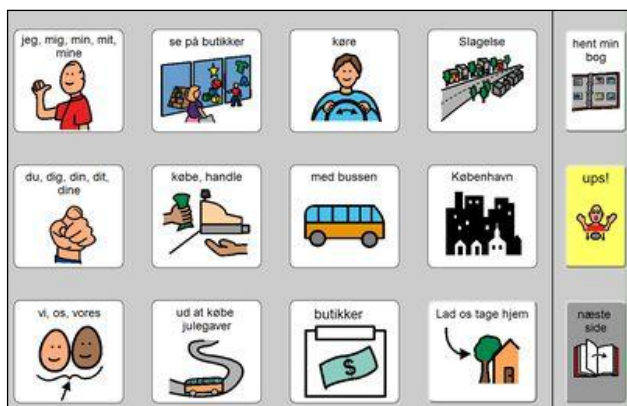 jeg, mig, min, mit,
mine
se på butikker
køre
Slagelse
hent min
bog
du, dig, din, dit,
dine
købe, handle
med bussen
København
ups!
vi, os, vores
ud at købe
julegaver
butikker
$
Lad os tage hjem
næste
side